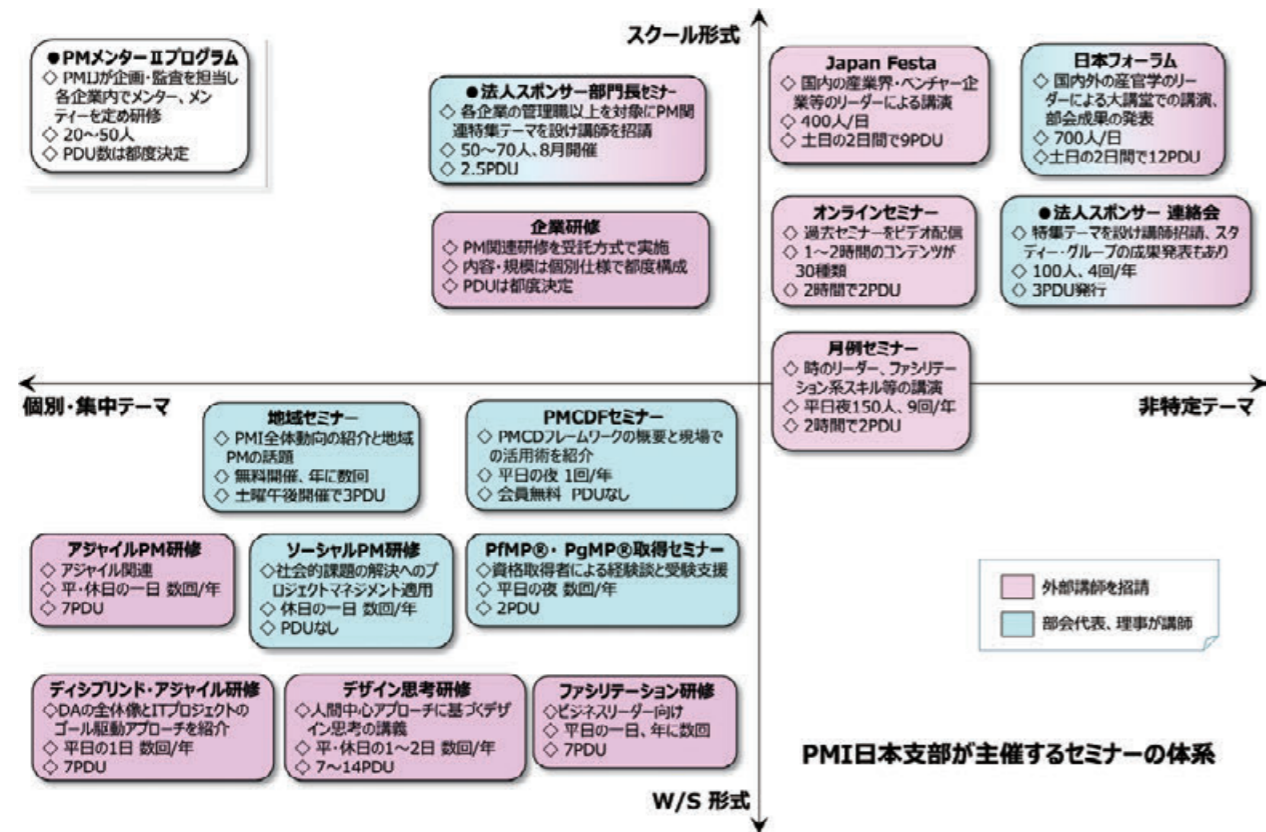 スクール形式
●PMメンターⅡプログラム
◇ PMIJが企画・監査を担当し
各企業内でメンター、メン
ティーを定め研修
◇ 20～50人
◇ PDU数は都度決定
●法人スポンサー部門長セミナー
◇ 各企業の管理職以上を対象にPM関
連特集テーマを設け講師を招請
◇ 50～70人、8月開催
◇ 2.5PDU
Japan Festa
◇ 国内の産業界・ベンチャー企
業等のリーダーによる講演
◇ 400人/日
◇ 土日の2日間で9PDU
日本フォーラム
◇ 国内外の産官学のリー
ダーによる大講堂での講演、
部会成果の発表
◇ 700人/日
◇土日の2日間で12PDU
企業研修
◇ PM関連研修を受託方式で実施
◇ 内容・規模は個別仕様で都度構成
◇ PDUは都度決定
オンラインセミナー
◇ 過去セミナーをビデオ配信
◇ 1～2時間のコンテンツが
30種類
◇ 2時間で2PDU
●法人スポンサー 連絡会
◇ 特集テーマを設け講師招請、スタ
ディー・グループの成果発表もあり
◇ 100人、4回/年
◇ 3PDU発行
月例セミナー
◇ 時のリーダー、ファシリテー
ション系スキル等の講演
◇ 平日夜150人、9回/年
◇ 2時間で2PDU
個別・集中テーマ
非特定テーマ
地域セミナー
◇ PMI全体動向の紹介と地域
PMの話題
◇ 無料開催、年に数回
◇ 土曜午後開催で3PDU
PMCDFセミナー
◇ PMCDフレームワークの概要と現場で
の活用術を紹介
◇ 平日の夜 1回/年
◇ 会員無料 PDUなし
アジャイルPM研修
◇ アジャイル関連
◇ 平・休日の一日 数回/年
◇ 7PDU
ソーシャルPM研修
◇社会的課題の解決へのプ
ロジェクトマネジメント適用
◇ 休日の一日 数回/年
◇ PDUなし
PfMP®・PgMP®取得セミナー
◇資格取得者による経験談と受験支援
◇ 平日の夜 数回/年
◇ 2PDU
外部講師を招請
部会代表、理事が講師
ディシプリンド・アジャイル研修
◇DAの全体像とITプロジェクトの
ゴール駆動アプローチを紹介
◇ 平日の1日 数回/年
◇ 7PDU
デザイン思考研修
◇人間中心アプローチに基づくデザ
イン思考の講義
◇ 平・休日の1～2日 数回/年
◇ 7～14PDU
ファシリテーション研修
◇ビジネスリーダー向け
◇ 平日の一日、年に数回
◇ 7PDU
PMI日本支部が主催するセミナーの体系
W/S 形式